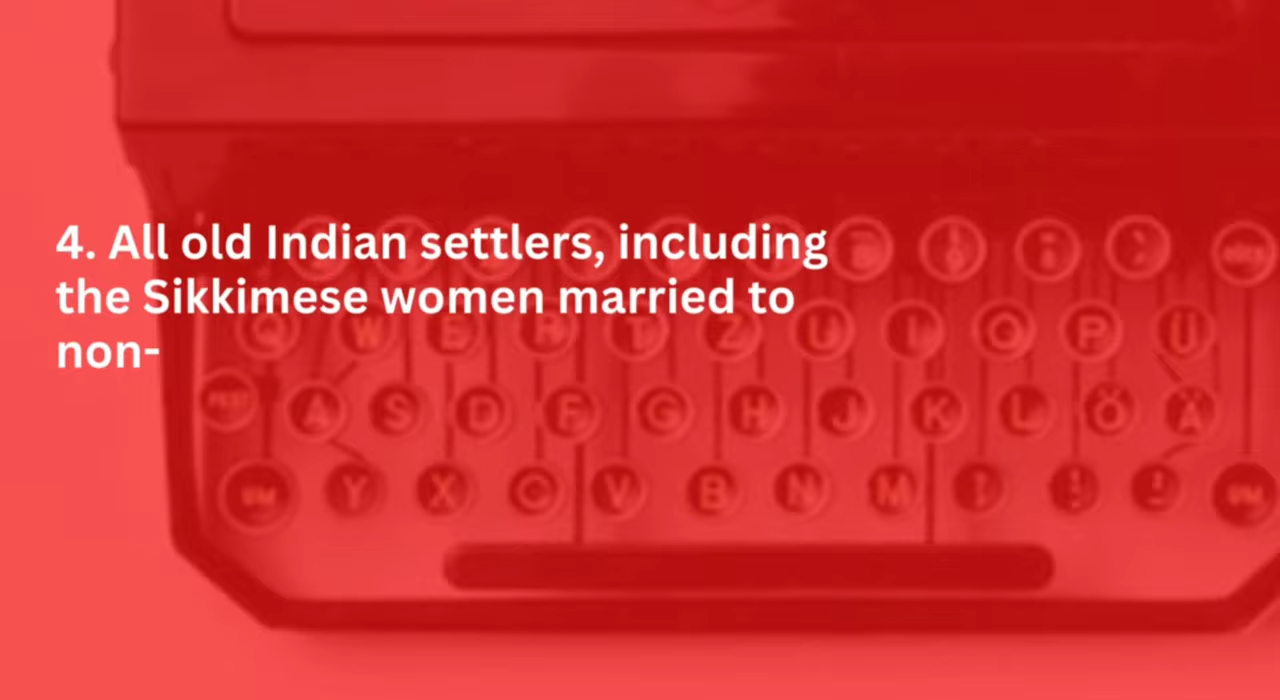 4. All old Indian settlers, including
the Sikkimese women married to
non-
Q W E R T Z U I O P Ü
A S D F G H J K L Ö Ä
Y X C V B N M